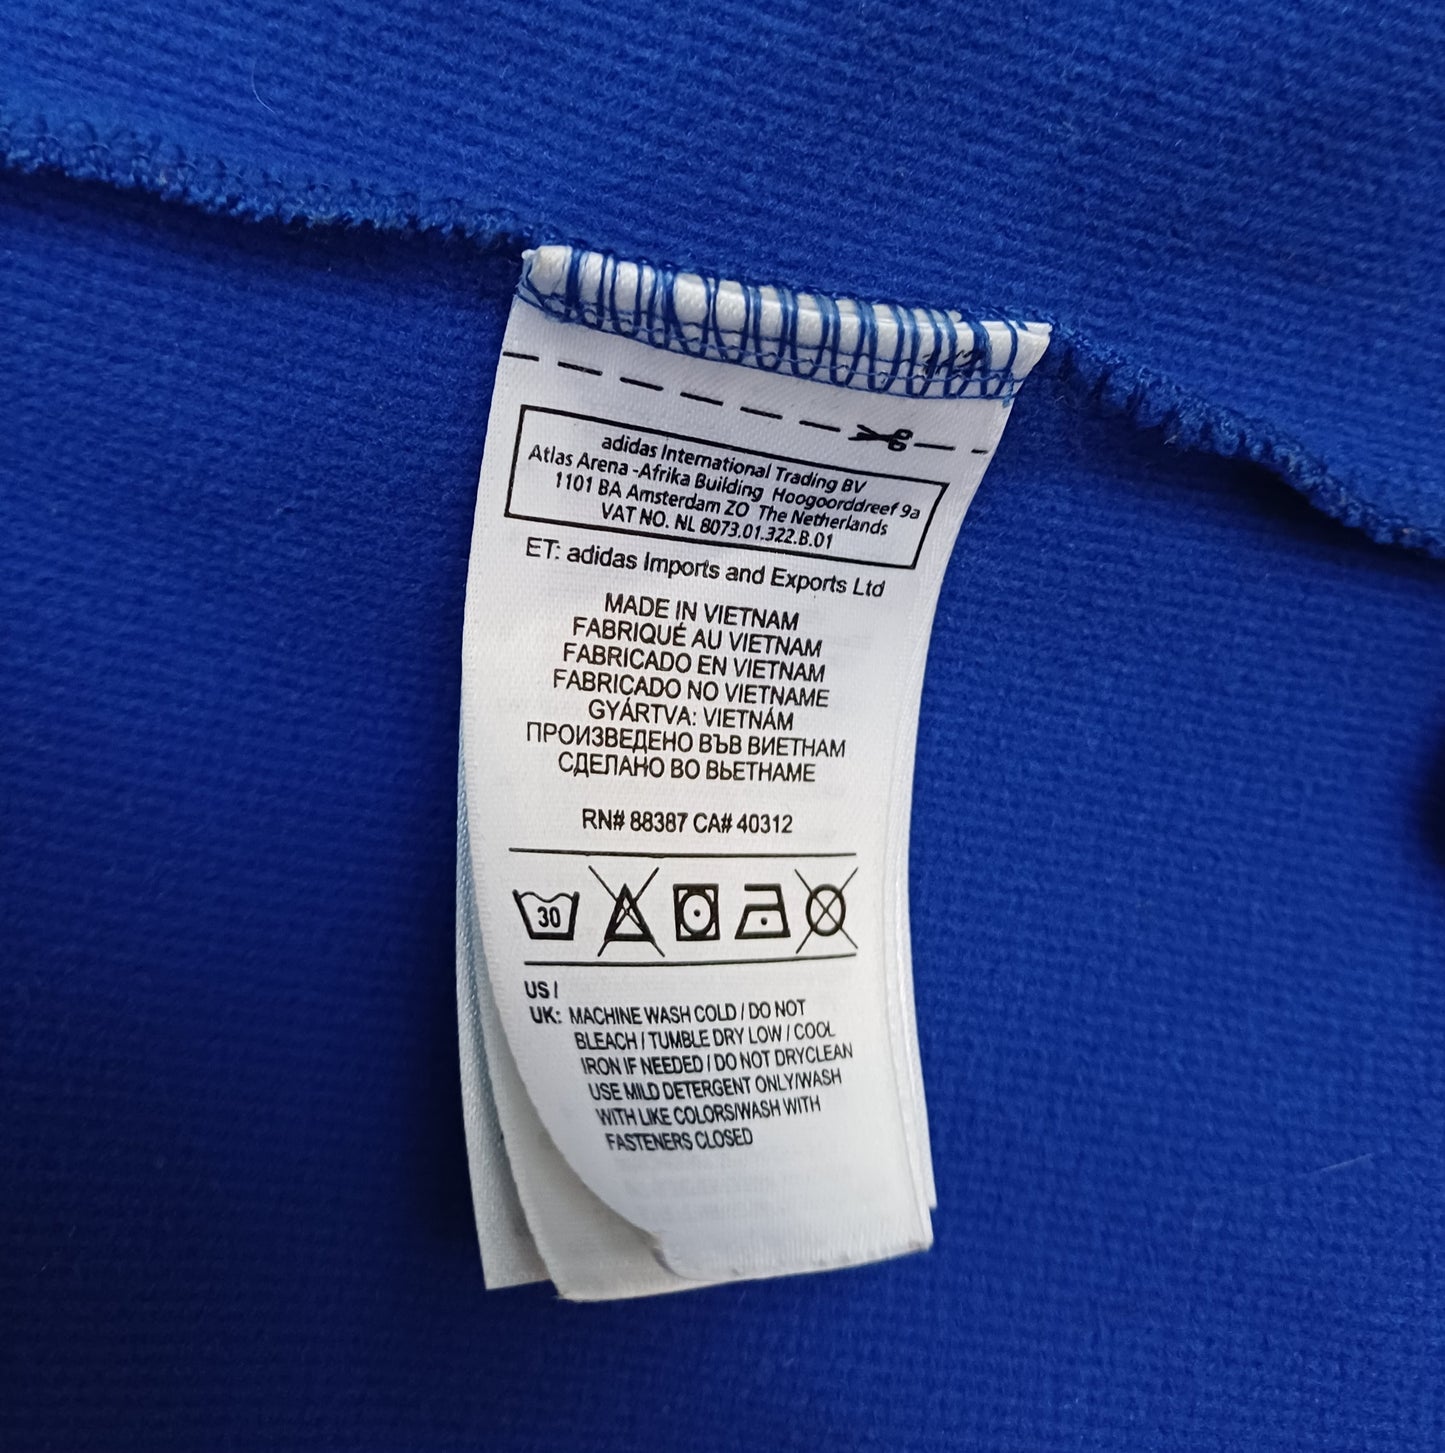 adidas International Trading BV
Atlas Arena -Afrika Building Hoogoorddreef 9a
1101 BA Amsterdam ZO The Netherlands
VAT NO. NL 8073.01.322.B.01
ET: adidas Imports and Exports Ltd
MADE IN VIETNAM
FABRIQUÉ AU VIETNAM
FABRICADO EN VIETNAM
FABRICADO NO VIETNAME
GYÁRTVA: VIETNÁM
ПРОИЗВЕДЕНО ВЪВ ВИЕТНАМ
СДЕЛАНО ВО ВЬЕТНАМЕ
RN# 88387 CA# 40312
30
US /
UK: MACHINE WASH COLD / DO NOT
BLEACH / TUMBLE DRY LOW / COOL
IRON IF NEEDED / DO NOT DRYCLEAN
USE MILD DETERGENT ONLY/WASH
WITH LIKE COLORS/WASH WITH
FASTENERS CLOSED